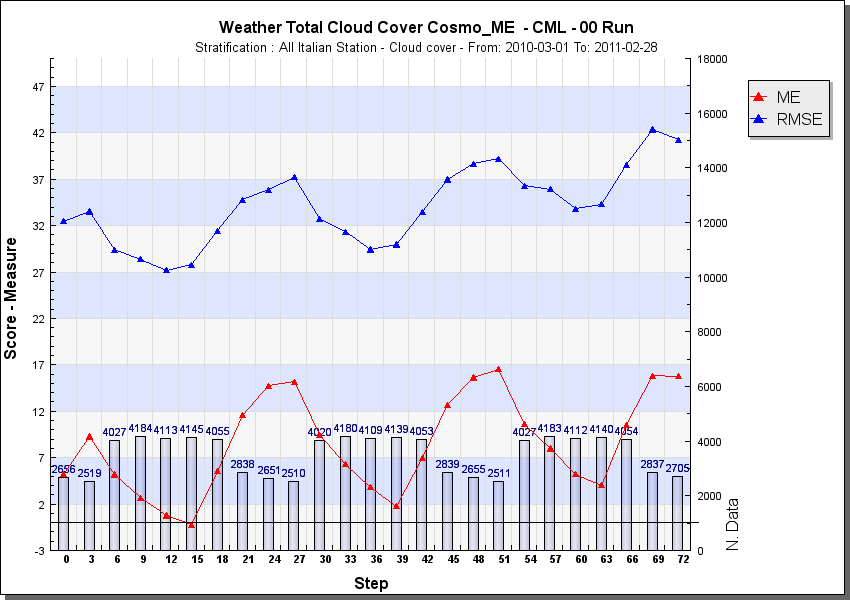 Weather Total Cloud Cover Cosmo_ME - CML - 00 Run
Stratification : All Italian Station - Cloud cover - From: 2010-03-01 To: 2011-02-28
ME
RMSE
Score - Measure
47
42
37
32
27
22
17
12
7
2
-3
18000
16000
14000
12000
10000
8000
6000
4000
2000
0
N. Data
2656 2519 4027 4184 4113 4145 4055 2838 2651 2510 4020 4180 4109 4139 4053 2839 2655 2511 4027 4183 4112 4140 4054 2837 2705
0 3 6 9 12 15 18 21 24 27 30 33 36 39 42 45 48 51 54 57 60 63 66 69 72
Step